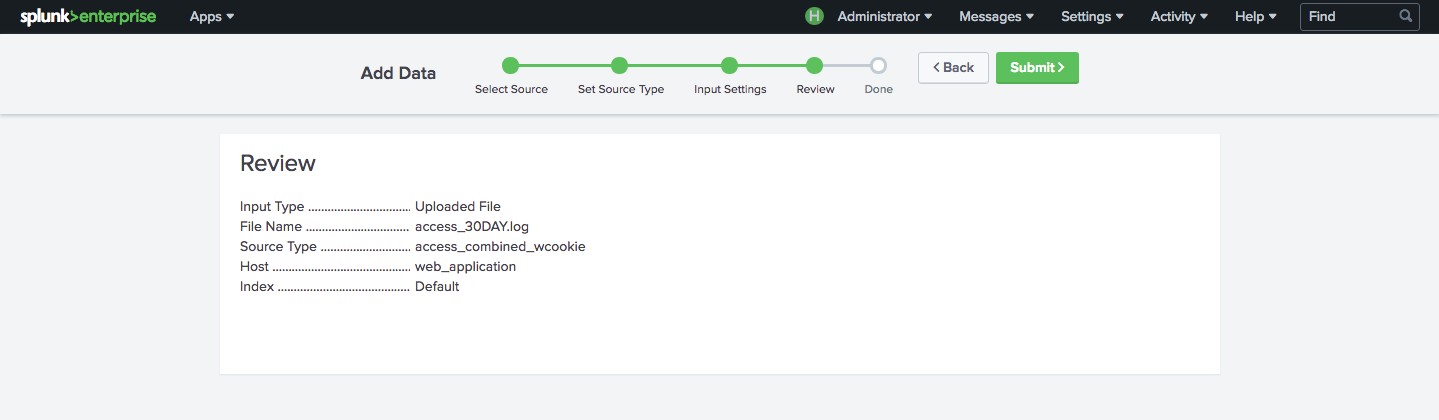 splunk>enterprise Apps H Administrator Messages Settings Activity Help Find
Add Data
Select Source Set Source Type Input Settings Review Done
< Back Submit >
Review
Input Type ................................ Uploaded File
File Name ................................ access_30DAY.log
Source Type ............................ access_combined_wcookie
Host .......................................... web_application
Index ........................................ Default